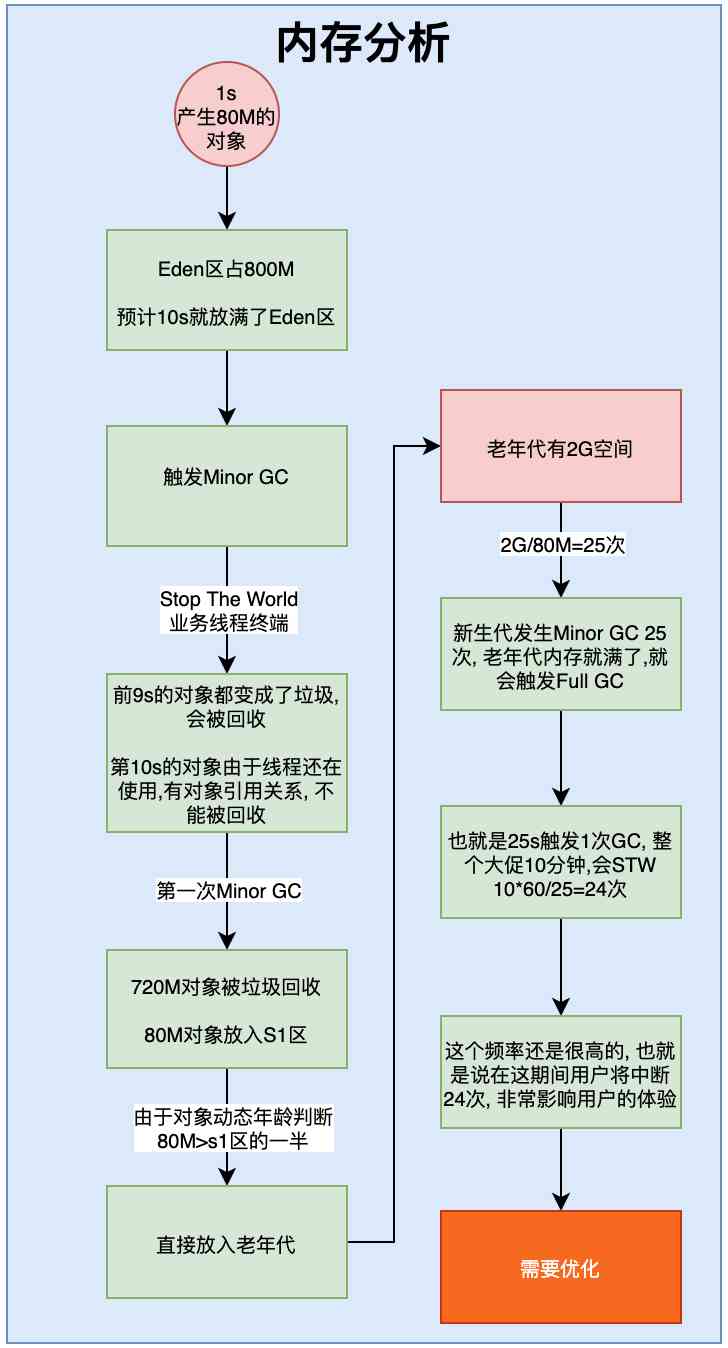 内存分析
1s
产生80M的
对象
Eden区占800M
预计10s就放满了Eden区
触发Minor GC
Stop The World
业务线程终端
前9s的对象都变成了垃圾,
会被回收
第10s的对象由于线程还在
使用,有对象引用关系, 不
能被回收
第一次Minor GC
720M对象被垃圾回收
80M对象放入S1区
由于对象动态年龄判断
80M>s1区的一半
直接放入老年代
老年代有2G空间
2G/80M=25次
新生代发生Minor GC 25
次, 老年代内存就满了,就
会触发Full GC
也就是25s触发1次GC, 整
个大促10分钟,会STW
10*60/25=24次
这个频率还是很高的, 也就
是说在这期间用户将中断
24次, 非常影响用户的体验
需要优化